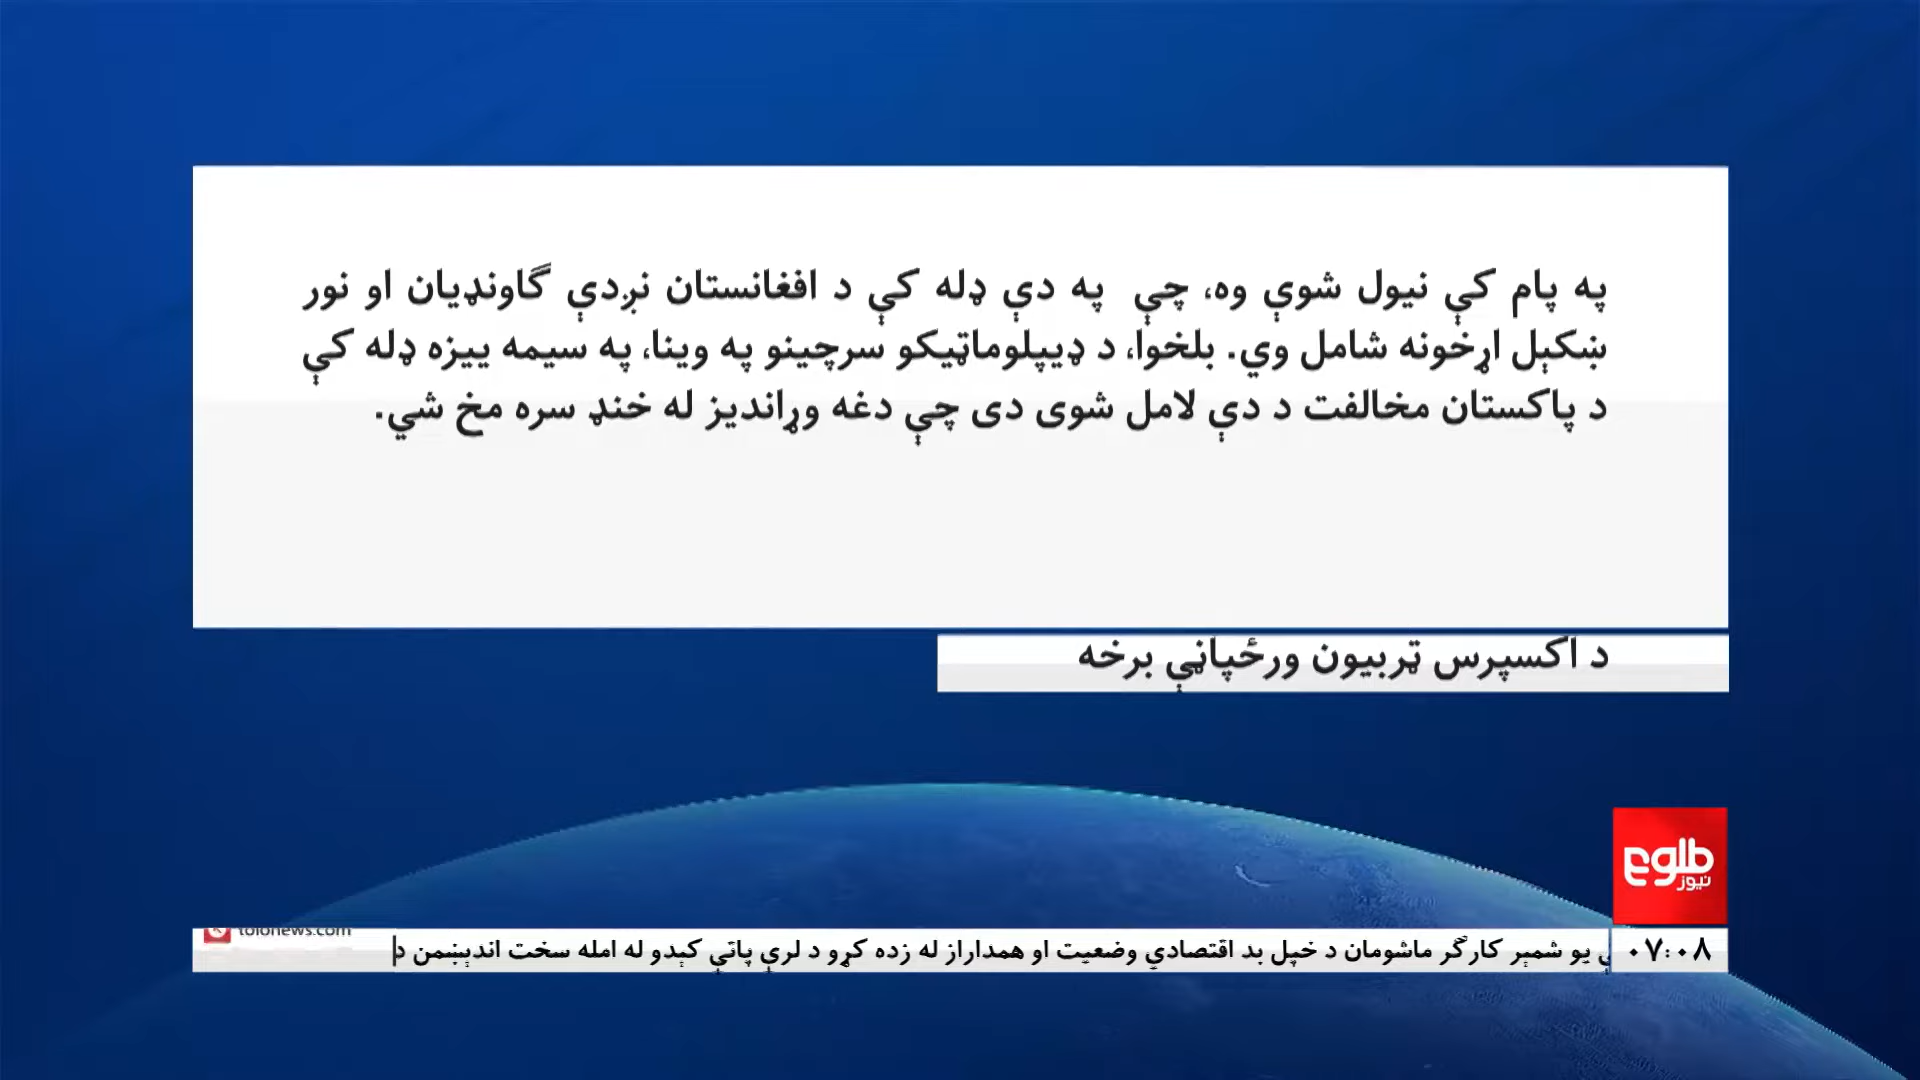 په پام کې نیول شوې وه، چې په دې ډله کې د افغانستان نږدې ګاونډیان او نور
ښکېل اړخونه شامل وي. بلخوا، د ډیپلوماټیکو سرچینو په وینا، په سیمه ییزه ډله کې
د پاکستان مخالفت د دې لامل شوی دی چې دغه وړاندیز له خنډ سره مخ شي.
د اکسپرس ټربیون ورځپاڼې برخه
طلوع
نیوز
tolonews.com
یو شمېر کارګر ماشومان د خپل بد اقتصادي وضعیت او همداراز له زده کړو د لرې پاتې کېدو له امله سخت اندېښمن د
۰۷:۰۸